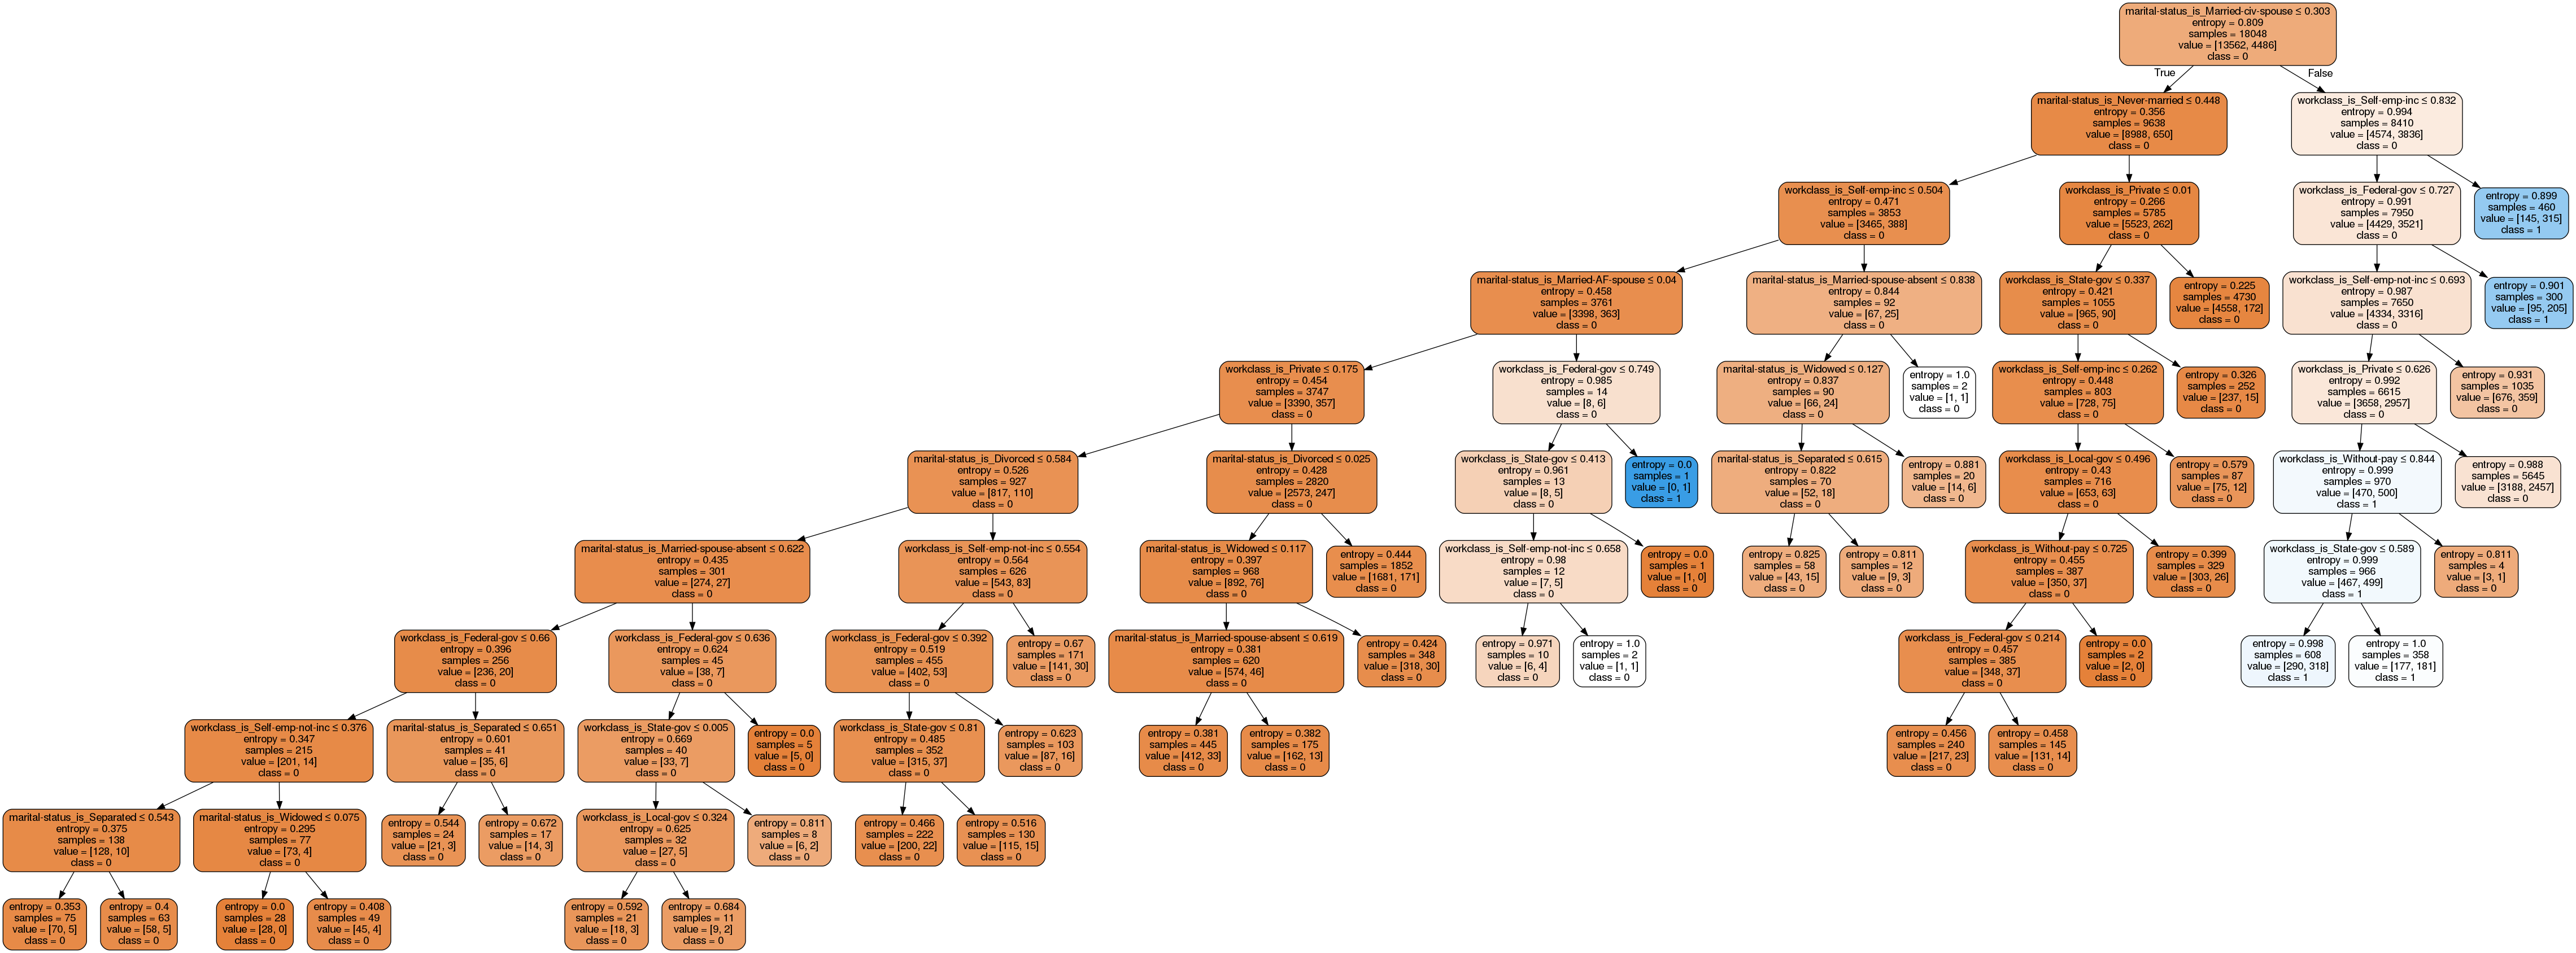 marital-status_is_Married-civ-spouse ≤ 0.303
entropy = 0.809
samples = 18048
value = [13562, 4486]
class = 0
True
False
marital-status_is_Never-married ≤ 0.448
entropy = 0.356
samples = 9638
value = [8988, 650]
class = 0
workclass_is_Self-emp-inc ≤ 0.832
entropy = 0.994
samples = 8410
value = [4574, 3836]
class = 0
workclass_is_Self-emp-inc ≤ 0.504
entropy = 0.471
samples = 3853
value = [3465, 388]
class = 0
workclass_is_Private ≤ 0.01
entropy = 0.266
samples = 5785
value = [5523, 262]
class = 0
workclass_is_Federal-gov ≤ 0.727
entropy = 0.991
samples = 7950
value = [4429, 3521]
class = 0
entropy = 0.899
samples = 460
value = [145, 315]
class = 1
marital-status_is_Married-AF-spouse ≤ 0.04
entropy = 0.458
samples = 3761
value = [3398, 363]
class = 0
marital-status_is_Married-spouse-absent ≤ 0.838
entropy = 0.844
samples = 92
value = [67, 25]
class = 0
workclass_is_State-gov ≤ 0.337
entropy = 0.421
samples = 1055
value = [965, 90]
class = 0
entropy = 0.225
samples = 4730
value = [4558, 172]
class = 0
workclass_is_Self-emp-not-inc ≤ 0.693
entropy = 0.987
samples = 7650
value = [4334, 3316]
class = 0
entropy = 0.901
samples = 300
value = [95, 205]
class = 1
workclass_is_Private ≤ 0.175
entropy = 0.454
samples = 3747
value = [3390, 357]
class = 0
workclass_is_Federal-gov ≤ 0.749
entropy = 0.985
samples = 14
value = [8, 6]
class = 0
marital-status_is_Widowed ≤ 0.127
entropy = 0.837
samples = 90
value = [66, 24]
class = 0
entropy = 1.0
samples = 2
value = [1, 1]
class = 0
workclass_is_Self-emp-inc ≤ 0.262
entropy = 0.448
samples = 803
value = [728, 75]
class = 0
entropy = 0.326
samples = 252
value = [237, 15]
class = 0
workclass_is_Private ≤ 0.626
entropy = 0.992
samples = 6615
value = [3658, 2957]
class = 0
entropy = 0.931
samples = 1035
value = [676, 359]
class = 0
marital-status_is_Divorced ≤ 0.584
entropy = 0.526
samples = 927
value = [817, 110]
class = 0
marital-status_is_Divorced ≤ 0.025
entropy = 0.428
samples = 2820
value = [2573, 247]
class = 0
workclass_is_State-gov ≤ 0.413
entropy = 0.961
samples = 13
value = [8, 5]
class = 0
entropy = 0.0
samples = 1
value = [0, 1]
class = 1
marital-status_is_Separated ≤ 0.615
entropy = 0.822
samples = 70
value = [52, 18]
class = 0
entropy = 0.881
samples = 20
value = [14, 6]
class = 0
workclass_is_Local-gov ≤ 0.496
entropy = 0.43
samples = 716
value = [653, 63]
class = 0
entropy = 0.579
samples = 87
value = [75, 12]
class = 0
workclass_is_Without-pay ≤ 0.844
entropy = 0.999
samples = 970
value = [470, 500]
class = 1
entropy = 0.988
samples = 5645
value = [3188, 2457]
class = 0
marital-status_is_Married-spouse-absent ≤ 0.622
entropy = 0.435
samples = 301
value = [274, 27]
class = 0
workclass_is_Self-emp-not-inc ≤ 0.554
entropy = 0.564
samples = 626
value = [543, 83]
class = 0
marital-status_is_Widowed ≤ 0.117
entropy = 0.397
samples = 968
value = [892, 76]
class = 0
entropy = 0.444
samples = 1852
value = [1681, 171]
class = 0
workclass_is_Self-emp-not-inc ≤ 0.658
entropy = 0.98
samples = 12
value = [7, 5]
class = 0
entropy = 0.0
samples = 1
value = [1, 0]
class = 0
entropy = 0.825
samples = 58
value = [43, 15]
class = 0
entropy = 0.811
samples = 12
value = [9, 3]
class = 0
workclass_is_Without-pay ≤ 0.725
entropy = 0.455
samples = 387
value = [350, 37]
class = 0
entropy = 0.399
samples = 329
value = [303, 26]
class = 0
workclass_is_State-gov ≤ 0.589
entropy = 0.999
samples = 966
value = [467, 499]
class = 1
entropy = 0.811
samples = 4
value = [3, 1]
class = 0
workclass_is_Federal-gov ≤ 0.66
entropy = 0.396
samples = 256
value = [236, 20]
class = 0
workclass_is_Federal-gov ≤ 0.636
entropy = 0.624
samples = 45
value = [38, 7]
class = 0
workclass_is_Federal-gov ≤ 0.392
entropy = 0.519
samples = 455
value = [402, 53]
class = 0
entropy = 0.67
samples = 171
value = [141, 30]
class = 0
marital-status_is_Married-spouse-absent ≤ 0.619
entropy = 0.381
samples = 620
value = [574, 46]
class = 0
entropy = 0.424
samples = 348
value = [318, 30]
class = 0
entropy = 0.971
samples = 10
value = [6, 4]
class = 0
entropy = 1.0
samples = 2
value = [1, 1]
class = 0
workclass_is_Federal-gov ≤ 0.214
entropy = 0.457
samples = 385
value = [348, 37]
class = 0
entropy = 0.0
samples = 2
value = [2, 0]
class = 0
entropy = 0.998
samples = 608
value = [290, 318]
class = 1
entropy = 1.0
samples = 358
value = [177, 181]
class = 1
workclass_is_Self-emp-not-inc ≤ 0.376
entropy = 0.347
samples = 215
value = [201, 14]
class = 0
marital-status_is_Separated ≤ 0.651
entropy = 0.601
samples = 41
value = [35, 6]
class = 0
workclass_is_State-gov ≤ 0.005
entropy = 0.669
samples = 40
value = [33, 7]
class = 0
entropy = 0.0
samples = 5
value = [5, 0]
class = 0
workclass_is_State-gov ≤ 0.81
entropy = 0.485
samples = 352
value = [315, 37]
class = 0
entropy = 0.623
samples = 103
value = [87, 16]
class = 0
entropy = 0.381
samples = 445
value = [412, 33]
class = 0
entropy = 0.382
samples = 175
value = [162, 13]
class = 0
entropy = 0.456
samples = 240
value = [217, 23]
class = 0
entropy = 0.458
samples = 145
value = [131, 14]
class = 0
marital-status_is_Separated ≤ 0.543
entropy = 0.375
samples = 138
value = [128, 10]
class = 0
marital-status_is_Widowed ≤ 0.075
entropy = 0.295
samples = 77
value = [73, 4]
class = 0
entropy = 0.544
samples = 24
value = [21, 3]
class = 0
entropy = 0.672
samples = 17
value = [14, 3]
class = 0
workclass_is_Local-gov ≤ 0.324
entropy = 0.625
samples = 32
value = [27, 5]
class = 0
entropy = 0.811
samples = 8
value = [6, 2]
class = 0
entropy = 0.466
samples = 222
value = [200, 22]
class = 0
entropy = 0.516
samples = 130
value = [115, 15]
class = 0
entropy = 0.353
samples = 75
value = [70, 5]
class = 0
entropy = 0.4
samples = 63
value = [58, 5]
class = 0
entropy = 0.0
samples = 28
value = [28, 0]
class = 0
entropy = 0.408
samples = 49
value = [45, 4]
class = 0
entropy = 0.592
samples = 21
value = [18, 3]
class = 0
entropy = 0.684
samples = 11
value = [9, 2]
class = 0